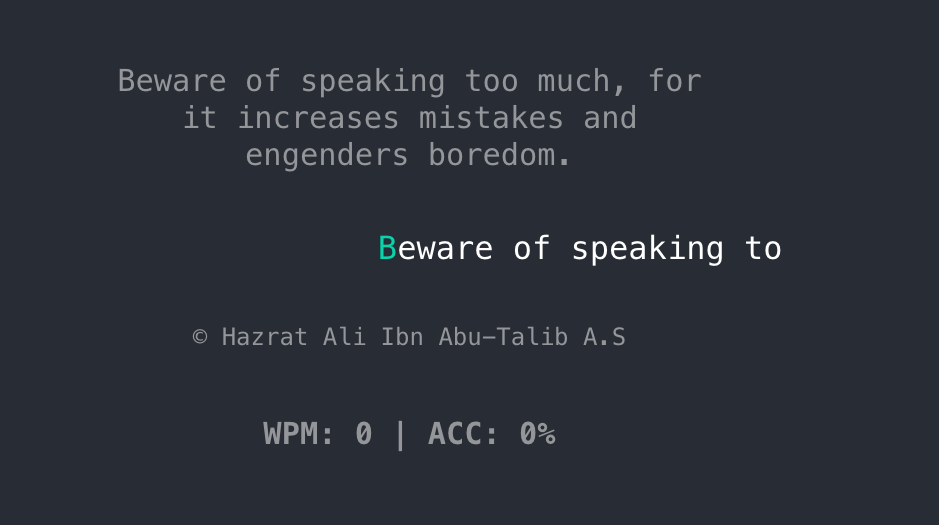 Beware of speaking too much, for
it increases mistakes and
engenders boredom.
Beware of speaking to
© Hazrat Ali Ibn Abu-Talib A.S
WPM: 0 | ACC: 0%